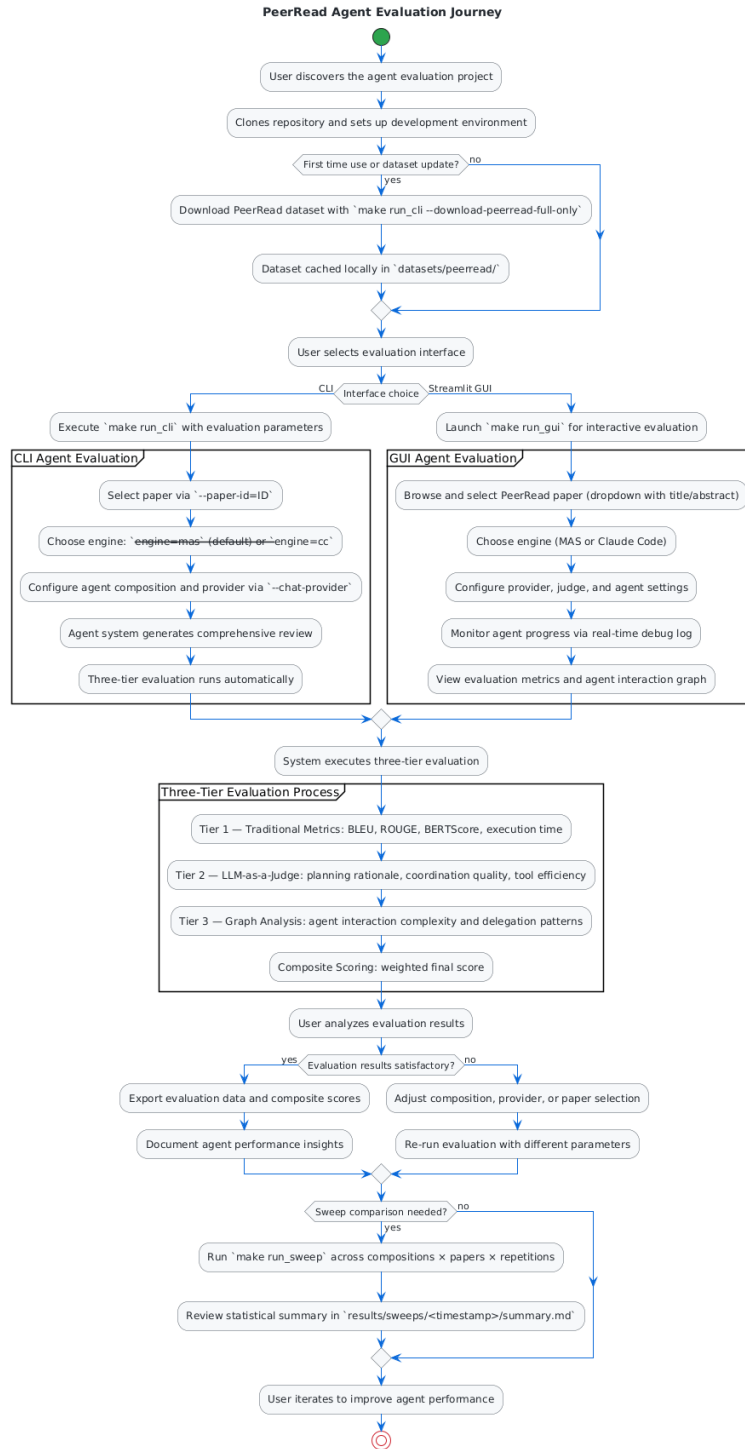 PeerRead Agent Evaluation Journey
User discovers the agent evaluation project
Clones repository and sets up development environment
First time use or dataset update?
no
yes
Download PeerRead dataset with `make run_cli --download-peerread-full-only`
Dataset cached locally in `datasets/peerread/`
User selects evaluation interface
CLI
Interface choice
Streamlit GUI
Execute `make run_cli` with evaluation parameters
Launch `make run_gui` for interactive evaluation
CLI Agent Evaluation
Select paper via `--paper-id=ID`
Choose engine: `engine=mas` (default) or `engine=cc`
Configure agent composition and provider via `--chat-provider`
Agent system generates comprehensive review
Three-tier evaluation runs automatically
GUI Agent Evaluation
Browse and select PeerRead paper (dropdown with title/abstract)
Choose engine (MAS or Claude Code)
Configure provider, judge, and agent settings
Monitor agent progress via real-time debug log
View evaluation metrics and agent interaction graph
System executes three-tier evaluation
Three-Tier Evaluation Process
Tier 1 — Traditional Metrics: BLEU, ROUGE, BERTScore, execution time
Tier 2 — LLM-as-a-Judge: planning rationale, coordination quality, tool efficiency
Tier 3 — Graph Analysis: agent interaction complexity and delegation patterns
Composite Scoring: weighted final score
User analyzes evaluation results
yes
Evaluation results satisfactory?
no
Export evaluation data and composite scores
Document agent performance insights
Adjust composition, provider, or paper selection
Re-run evaluation with different parameters
Sweep comparison needed?
no
yes
Run `make run_sweep` across compositions × papers × repetitions
Review statistical summary in `results/sweeps/<timestamp>/summary.md`
User iterates to improve agent performance